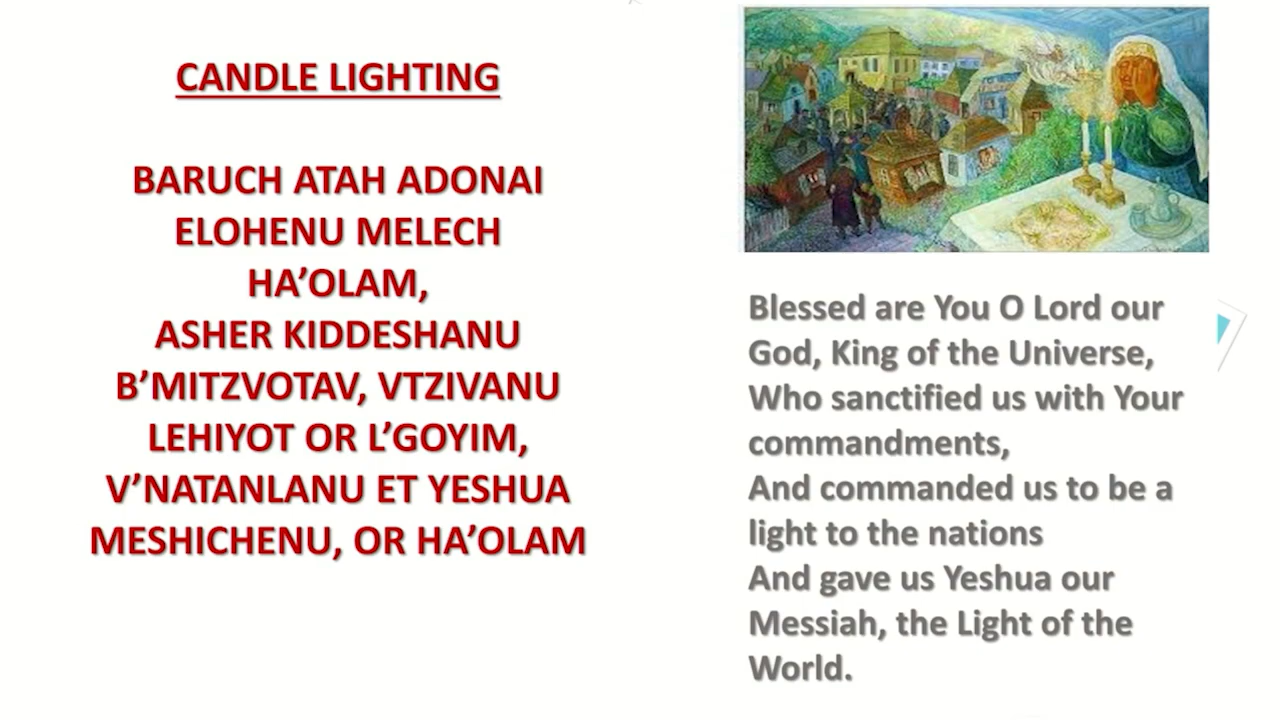 CANDLE LIGHTING
BARUCH ATAH ADONAI
ELOHENU MELECH
HA’OLAM,
ASHER KIDDESHANU
B’MITZVOTAV, VTZIVANU
LEHIYOT OR L’GOYIM,
V’NATANLANU ET YESHUA
MESHICHENU, OR HA’OLAM
Blessed are You O Lord our
God, King of the Universe,
Who sanctified us with Your
commandments,
And commanded us to be a
light to the nations
And gave us Yeshua our
Messiah, the Light of the
World.